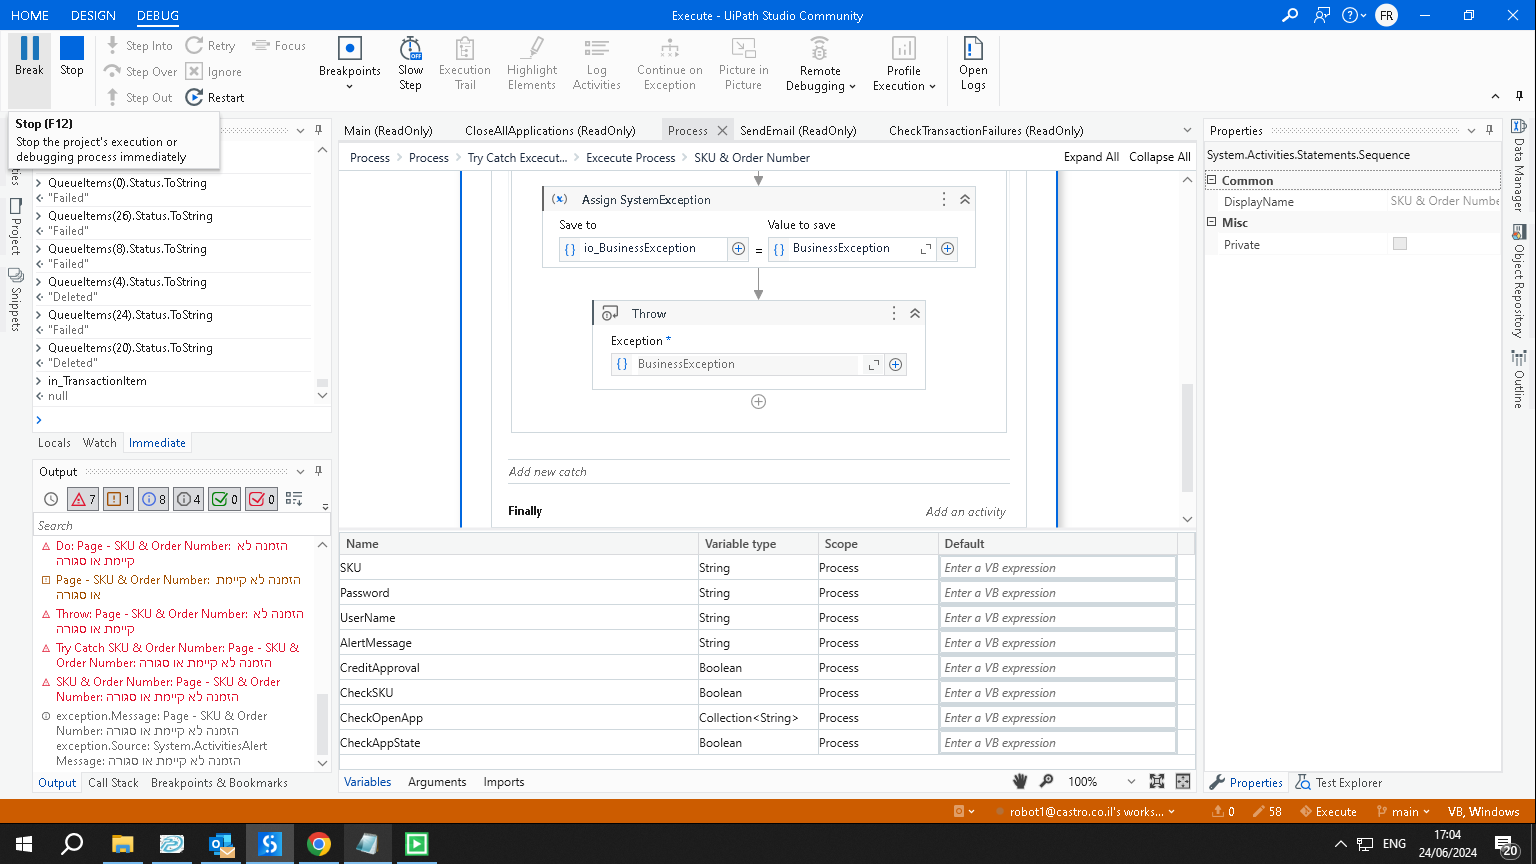 HOME DESIGN DEBUG
Execute - UiPath Studio Community
FR
Break
Stop
Step Into
Step Over
Step Out
Retry
Ignore
Restart
Focus
Breakpoints
Slow Step
Execution Trail
Highlight Elements
Log Activities
Continue on Exception
Picture in Picture
Remote Debugging
Profile Execution
Open Logs
Stop (F12)
Stop the project's execution or
debugging process immediately
QueueItems(0).Status.ToString
"Failed"
QueueItems(26).Status.ToString
"Failed"
QueueItems(8).Status.ToString
"Failed"
QueueItems(4).Status.ToString
"Deleted"
QueueItems(24).Status.ToString
"Failed"
QueueItems(20).Status.ToString
"Deleted"
in_TransactionItem
null
Locals Watch Immediate
Project
Snippets
Output
7 1 8 4 0 0
Search
Do: Page - SKU & Order Number: הזמנה לא
קיימת או סגורה
Page - SKU & Order Number: הזמנה לא קיימת
או סגורה
Throw: Page - SKU & Order Number: הזמנה לא
קיימת או סגורה
Try Catch SKU & Order Number: Page - SKU &
Order Number: הזמנה לא קיימת או סגורה
SKU & Order Number: Page - SKU & Order
Number: הזמנה לא קיימת או סגורה
exception.Message: Page - SKU & Order
Number: הזמנה לא קיימת או סגורה
exception.Source: System.ActivitiesAlert
Message: הזמנה לא קיימת או סגורה
Output Call Stack Breakpoints & Bookmarks
Main (ReadOnly) CloseAllApplications (ReadOnly) Process SendEmail (ReadOnly) CheckTransactionFailures (ReadOnly)
Process Process Try Catch Excecut... Excecute Process SKU & Order Number Expand All Collapse All
Assign SystemException
Save to Value to save
io_BusinessException = BusinessException
Throw
Exception *
BusinessException
Add new catch
Finally Add an activity
Name Variable type Scope Default
SKU String Process Enter a VB expression
Password String Process Enter a VB expression
UserName String Process Enter a VB expression
AlertMessage String Process Enter a VB expression
CreditApproval Boolean Process Enter a VB expression
CheckSKU Boolean Process Enter a VB expression
CheckOpenApp Collection<String> Process Enter a VB expression
CheckAppState Boolean Process Enter a VB expression
Variables Arguments Imports 100%
Properties
System.Activities.Statements.Sequence
Common
DisplayName SKU & Order Numbe
Misc
Private
Properties Test Explorer
Data Manager
Object Repository
Outline
robot1@castro.co.il's works... 0 58 Execute main VB, Windows
ENG
17:04
24/06/2024
20